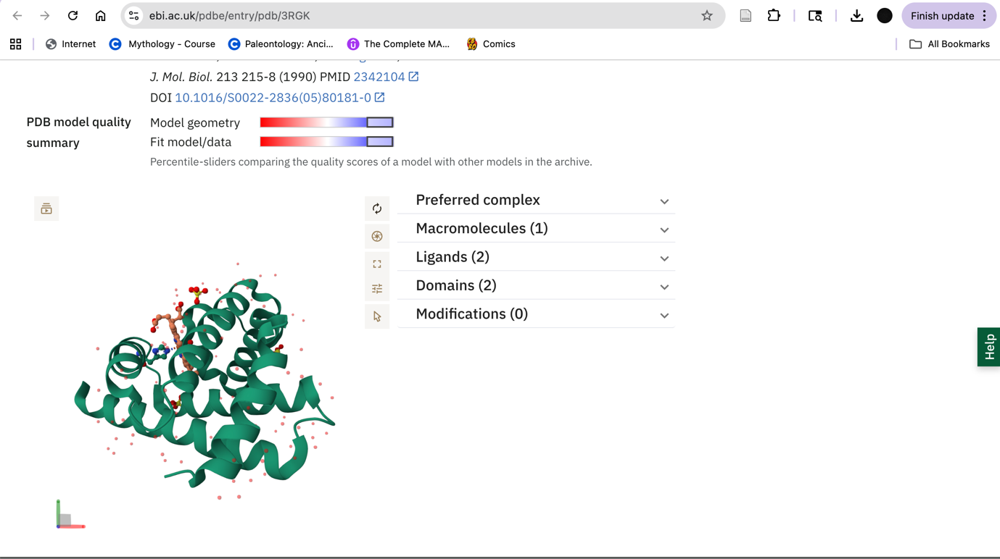 ebi.ac.uk/pdbe/entry/pdb/3RGK
Finish update
Internet
Mythology - Course
Paleontology: Anci...
The Complete MA...
Comics
All Bookmarks
J. Mol. Biol. 213 215-8 (1990) PMID 2342104
DOI 10.1016/S0022-2836(05)80181-0
PDB model quality summary
Model geometry
Fit model/data
Percentile-sliders comparing the quality scores of a model with other models in the archive.
Preferred complex
Macromolecules (1)
Ligands (2)
Domains (2)
Modifications (0)
Help